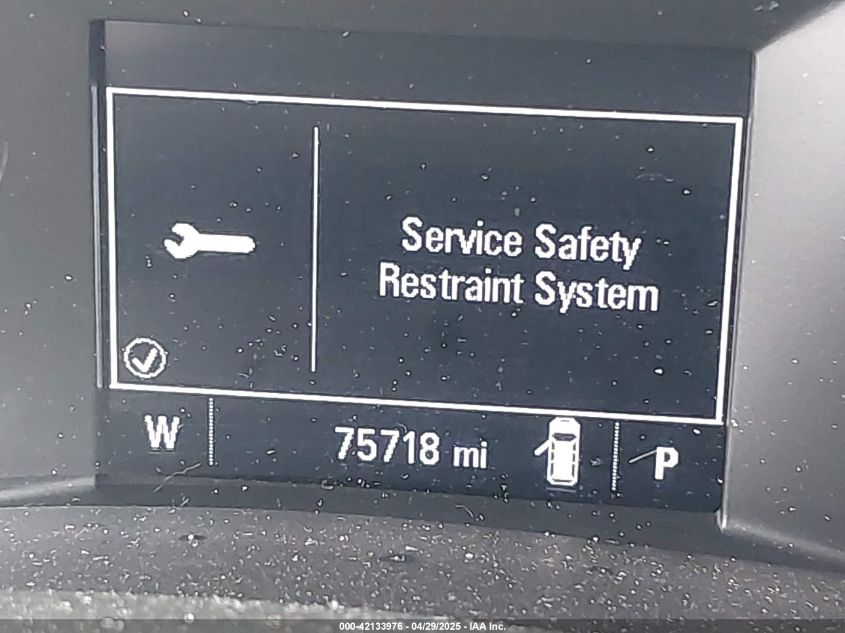 Service Safety
Restraint System
W 75718 mi P
000-42133976 - 04/29/2025 - IAA Inc.